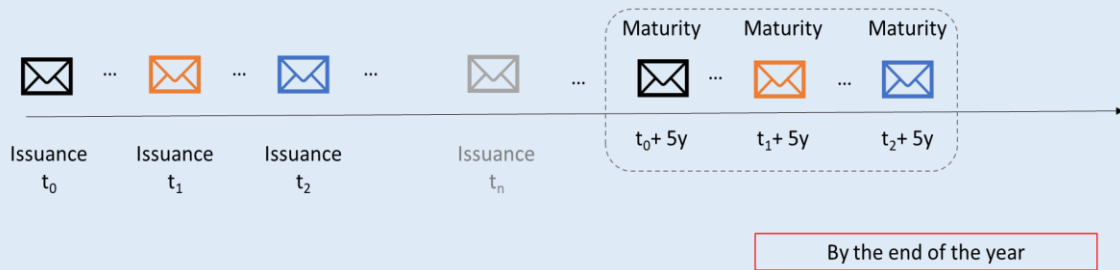 Maturity Maturity Maturity
... ... ... ... ... ...
t₀+ 5y t₁+ 5y t₂+ 5y
Issuance Issuance Issuance Issuance
t₀ t₁ t₂ tₙ
By the end of the year